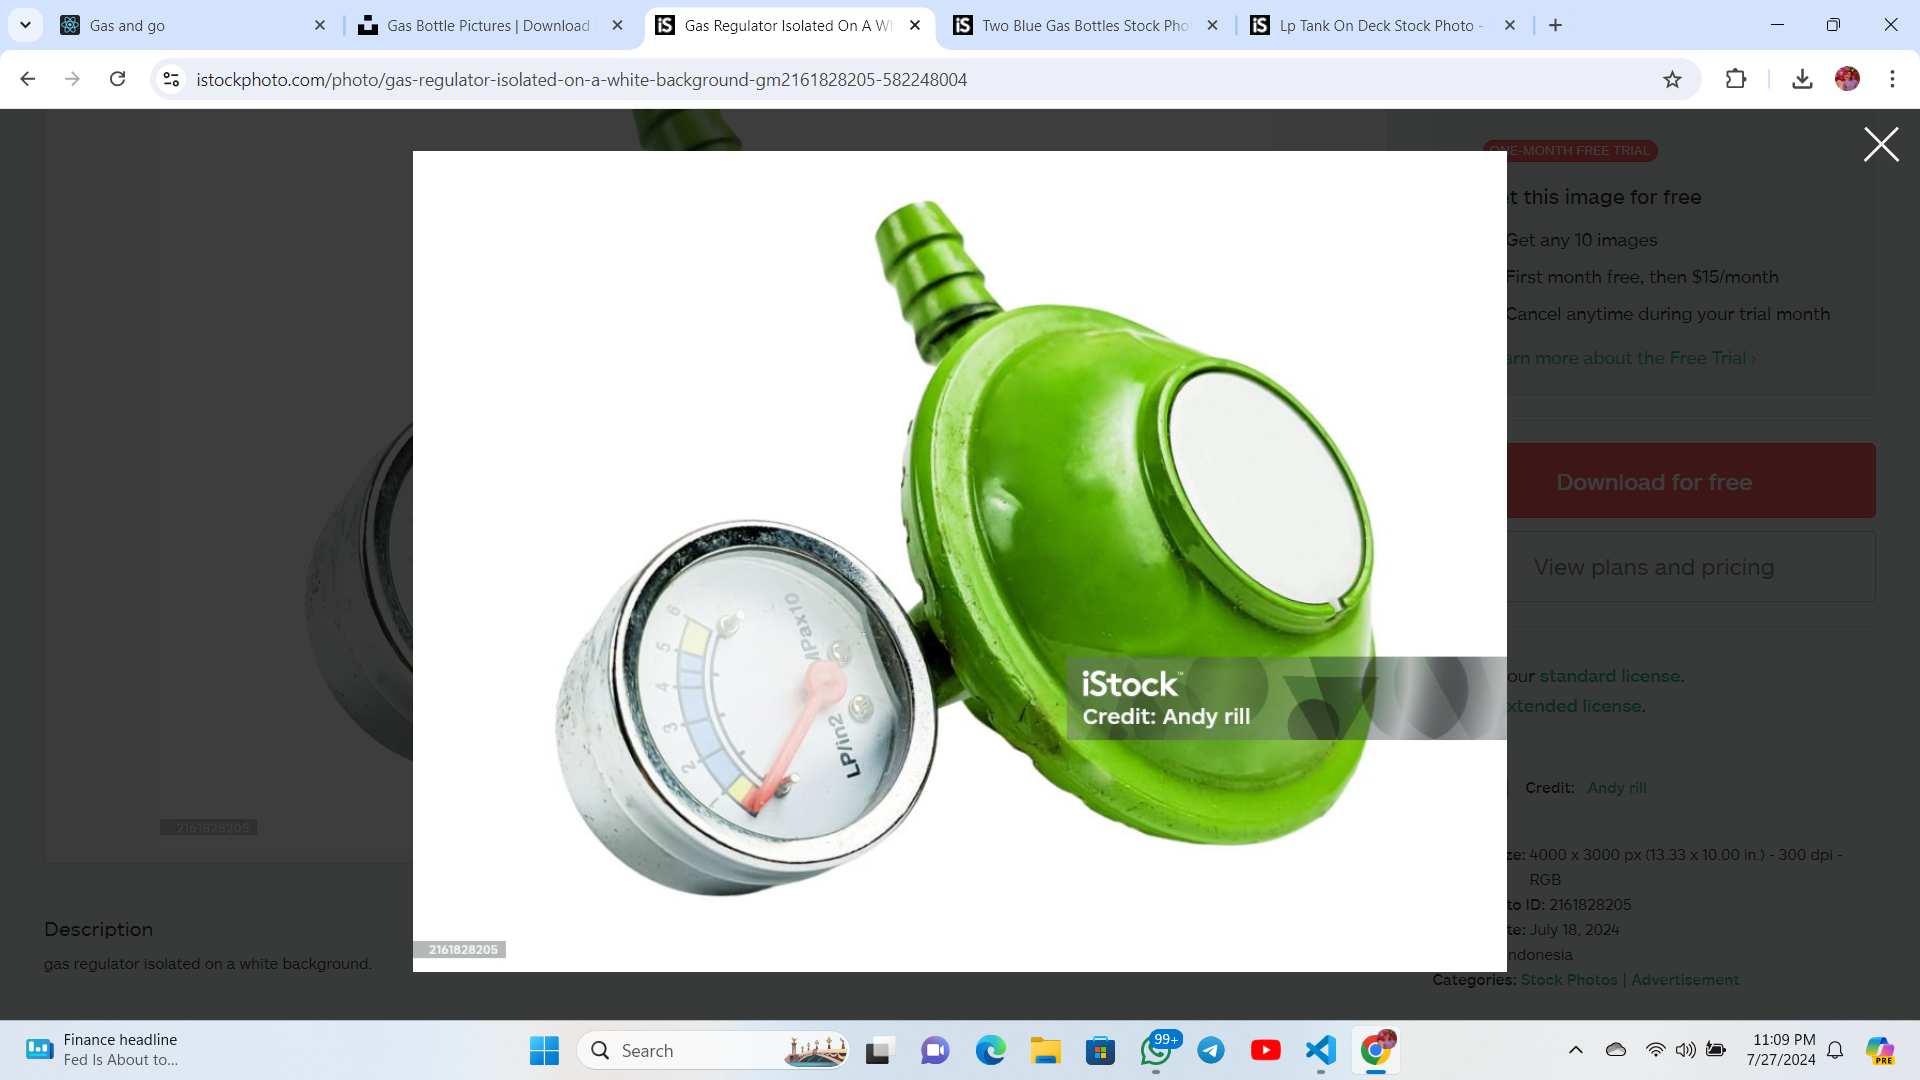 Gas and go
Gas Bottle Pictures | Download
Gas Regulator Isolated On A Wh
Two Blue Gas Bottles Stock Pho
Lp Tank On Deck Stock Photo -
istockphoto.com/photo/gas-regulator-isolated-on-a-white-background-gm2161828205-582248004
ONE-MONTH FREE TRIAL
t this image for free
Get any 10 images
First month free, then $15/month
Cancel anytime during your trial month
arn more about the Free Trial ›
Download for free
View plans and pricing
our standard license.
xtended license.
6
5
4
3
2
MPax10
LP/in2
iStock™
Credit: Andy rill
Credit: Andy rill
2161828205
ze: 4000 x 3000 px (13.33 x 10.00 in.) - 300 dpi -
RGB
to ID: 2161828205
te: July 18, 2024
ndonesia
Categories: Stock Photos | Advertisement
Description
gas regulator isolated on a white background.
2161828205
Finance headline
Fed Is About to...
Search
99+
11:09 PM
7/27/2024
PRE